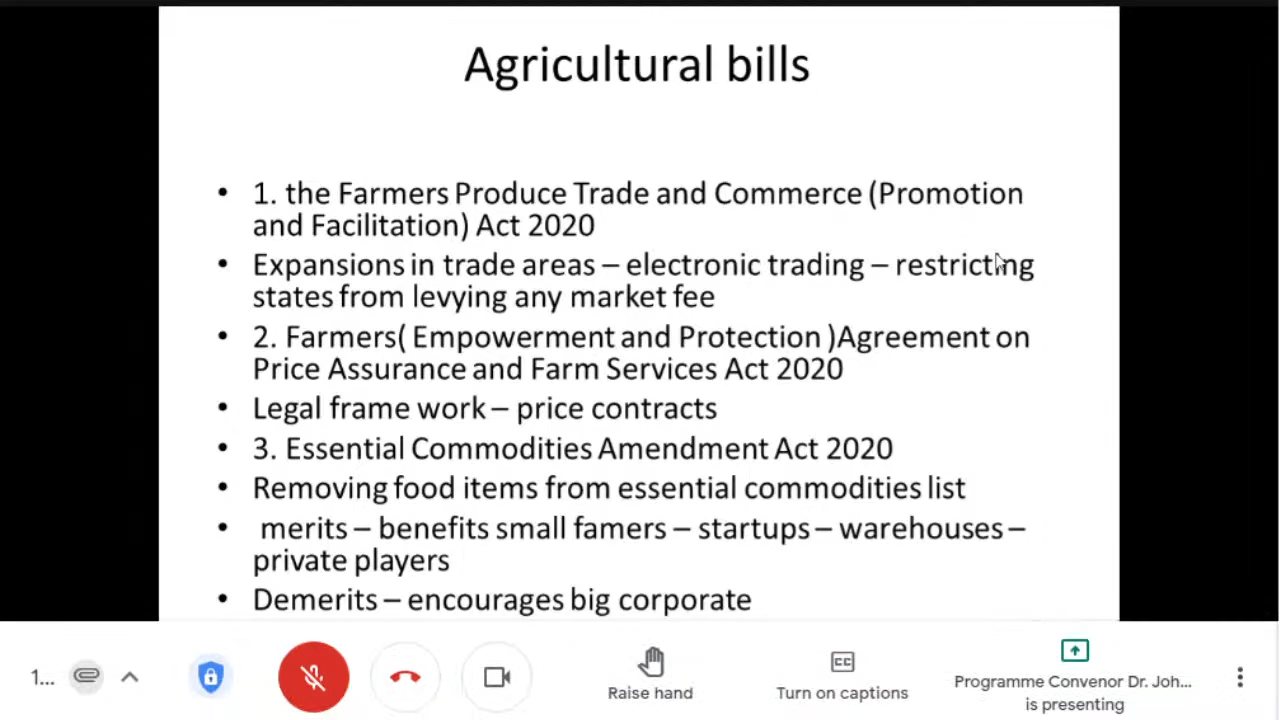 Agricultural bills
• 1. the Farmers Produce Trade and Commerce (Promotion
and Facilitation) Act 2020
• Expansions in trade areas – electronic trading – restricting
states from levying any market fee
• 2. Farmers( Empowerment and Protection )Agreement on
Price Assurance and Farm Services Act 2020
• Legal frame work – price contracts
• 3. Essential Commodities Amendment Act 2020
• Removing food items from essential commodities list
• merits – benefits small famers – startups – warehouses –
private players
• Demerits – encourages big corporate
1...
Raise hand
CC
Turn on captions
Programme Convenor Dr. Joh...
is presenting